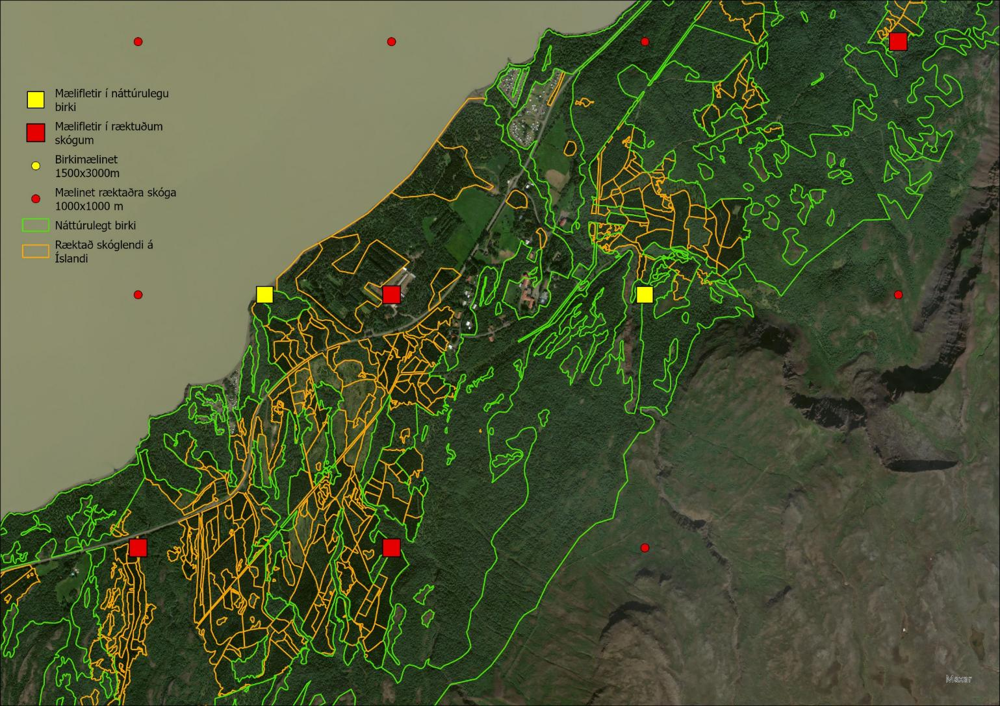 Mælifletir í náttúrulegu
birki
Mælifletir í ræktuðum
skógum
Birkimælinet
1500x3000m
Mælinet ræktaðra skóga
1000x1000 m
Náttúrulegt birki
Ræktað skóglendi á
Íslandi
Maxar